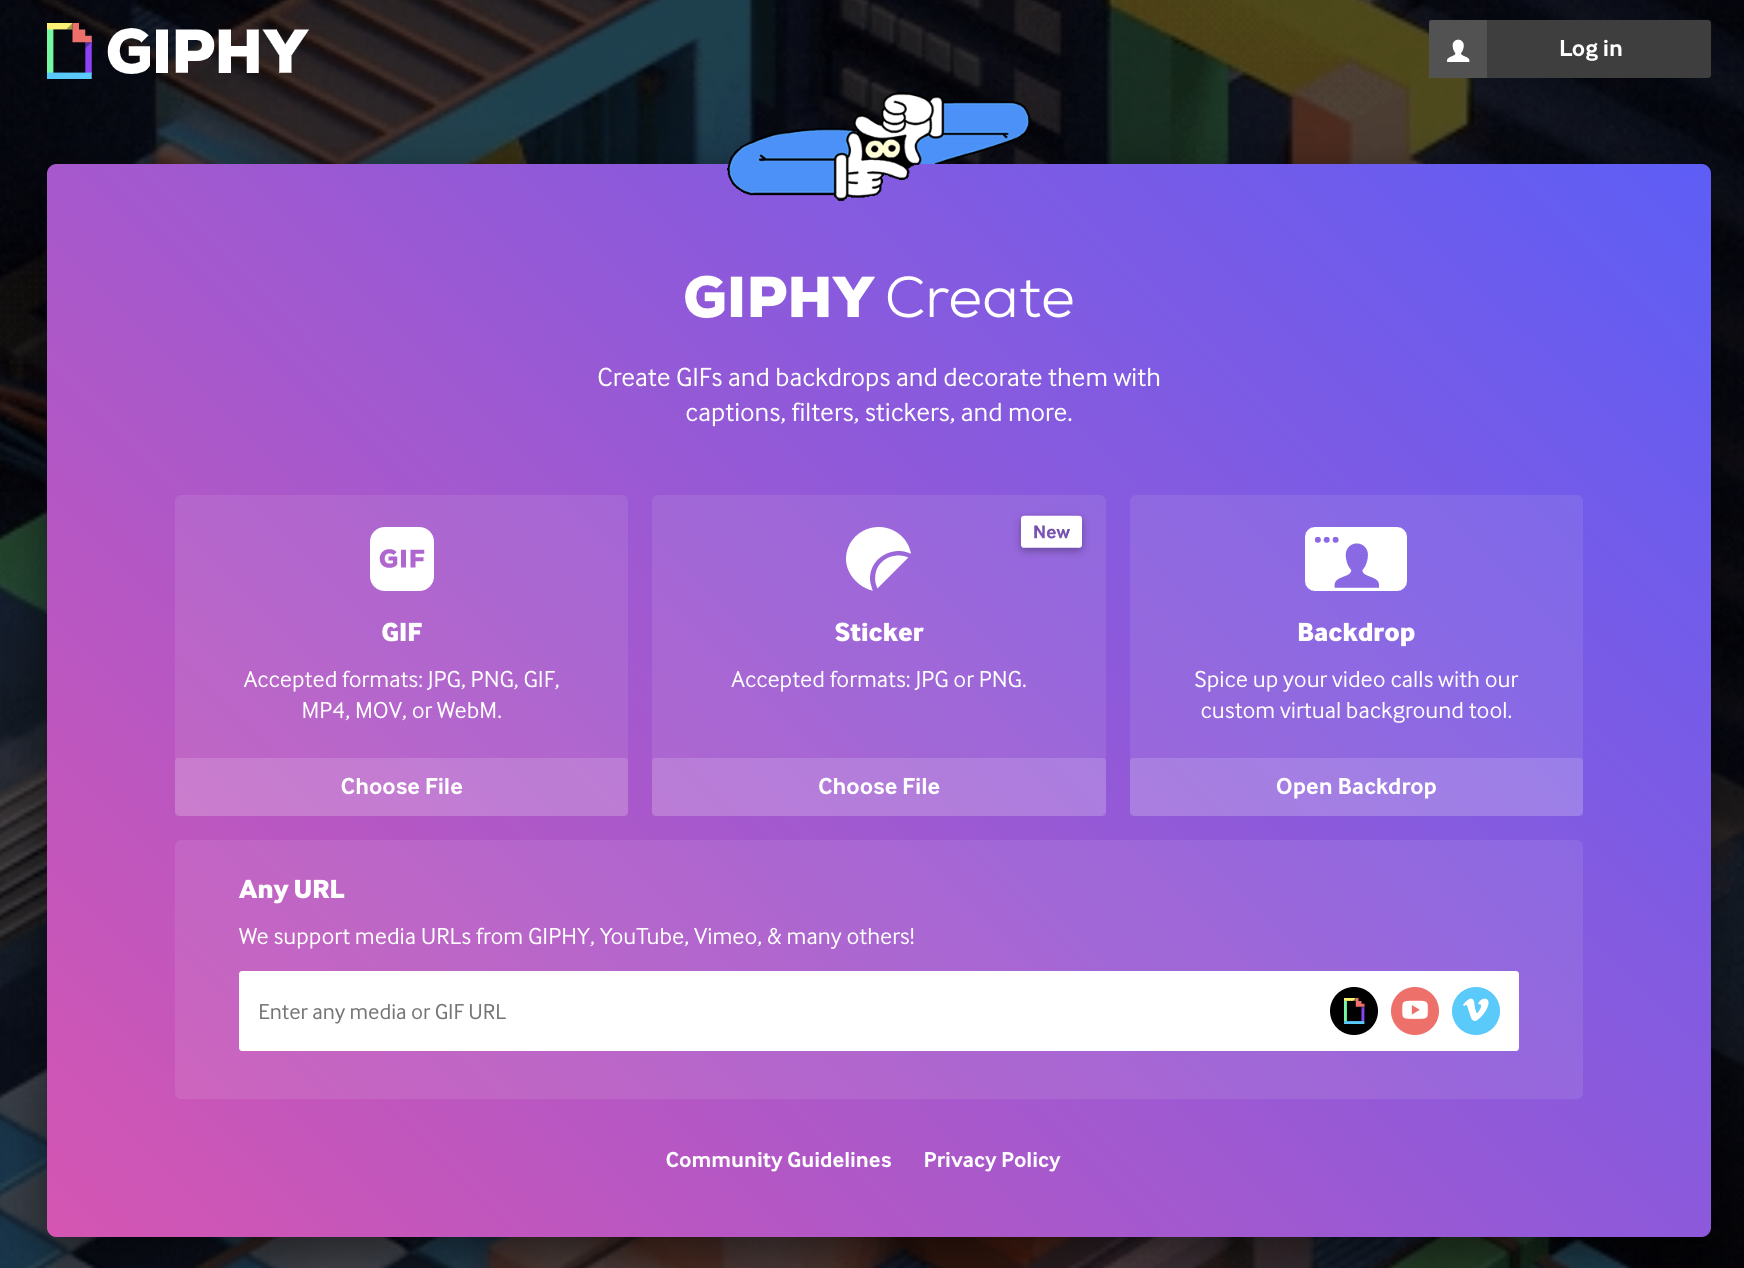 GIPHY
Log in
GIPHY Create
Create GIFs and backdrops and decorate them with
captions, filters, stickers, and more.
GIF
GIF
Accepted formats: JPG, PNG, GIF,
MP4, MOV, or WebM.
Choose File
New
Sticker
Accepted formats: JPG or PNG.
Choose File
Backdrop
Spice up your video calls with our
custom virtual background tool.
Open Backdrop
Any URL
We support media URLs from GIPHY, YouTube, Vimeo, & many others!
Enter any media or GIF URL
Community Guidelines
Privacy Policy